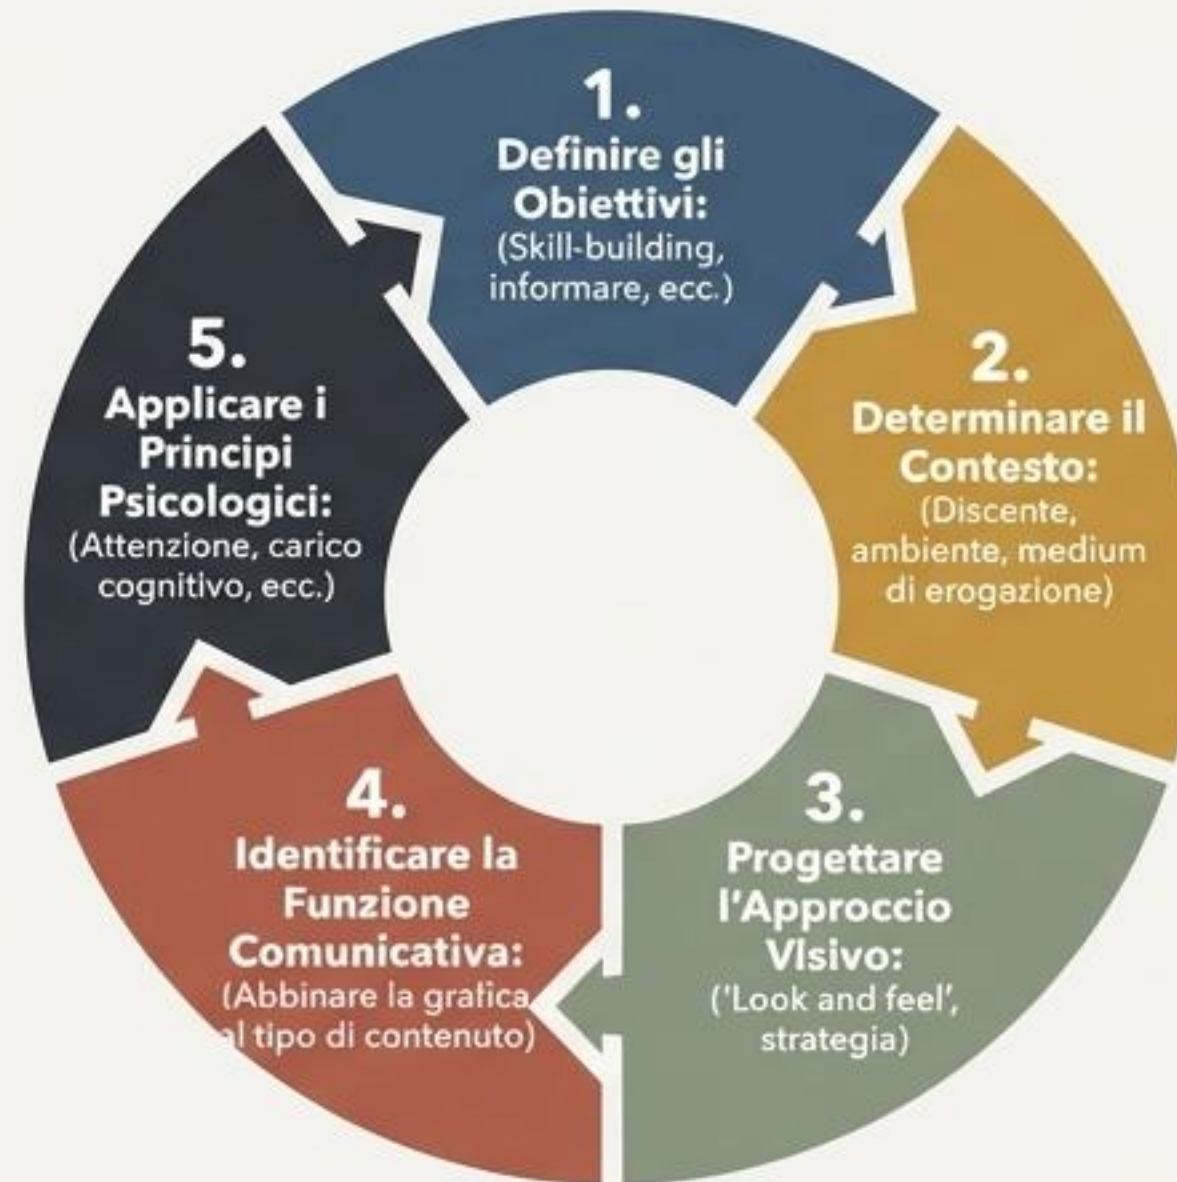 1.
Definire gli
Obiettivi:
(Skill-building,
informare, ecc.)
2.
Determinare il
Contesto:
(Discente,
ambiente, medium
di erogazione)
3.
Progettare
l'Approccio
VIsivo:
('Look and feel',
strategia)
4.
Identificare la
Funzione
Comunicativa:
(Abbinare la grafica
al tipo di contenuto)
5.
Applicare i
Principi
Psicologici:
(Attenzione, carico
cognitivo, ecc.)